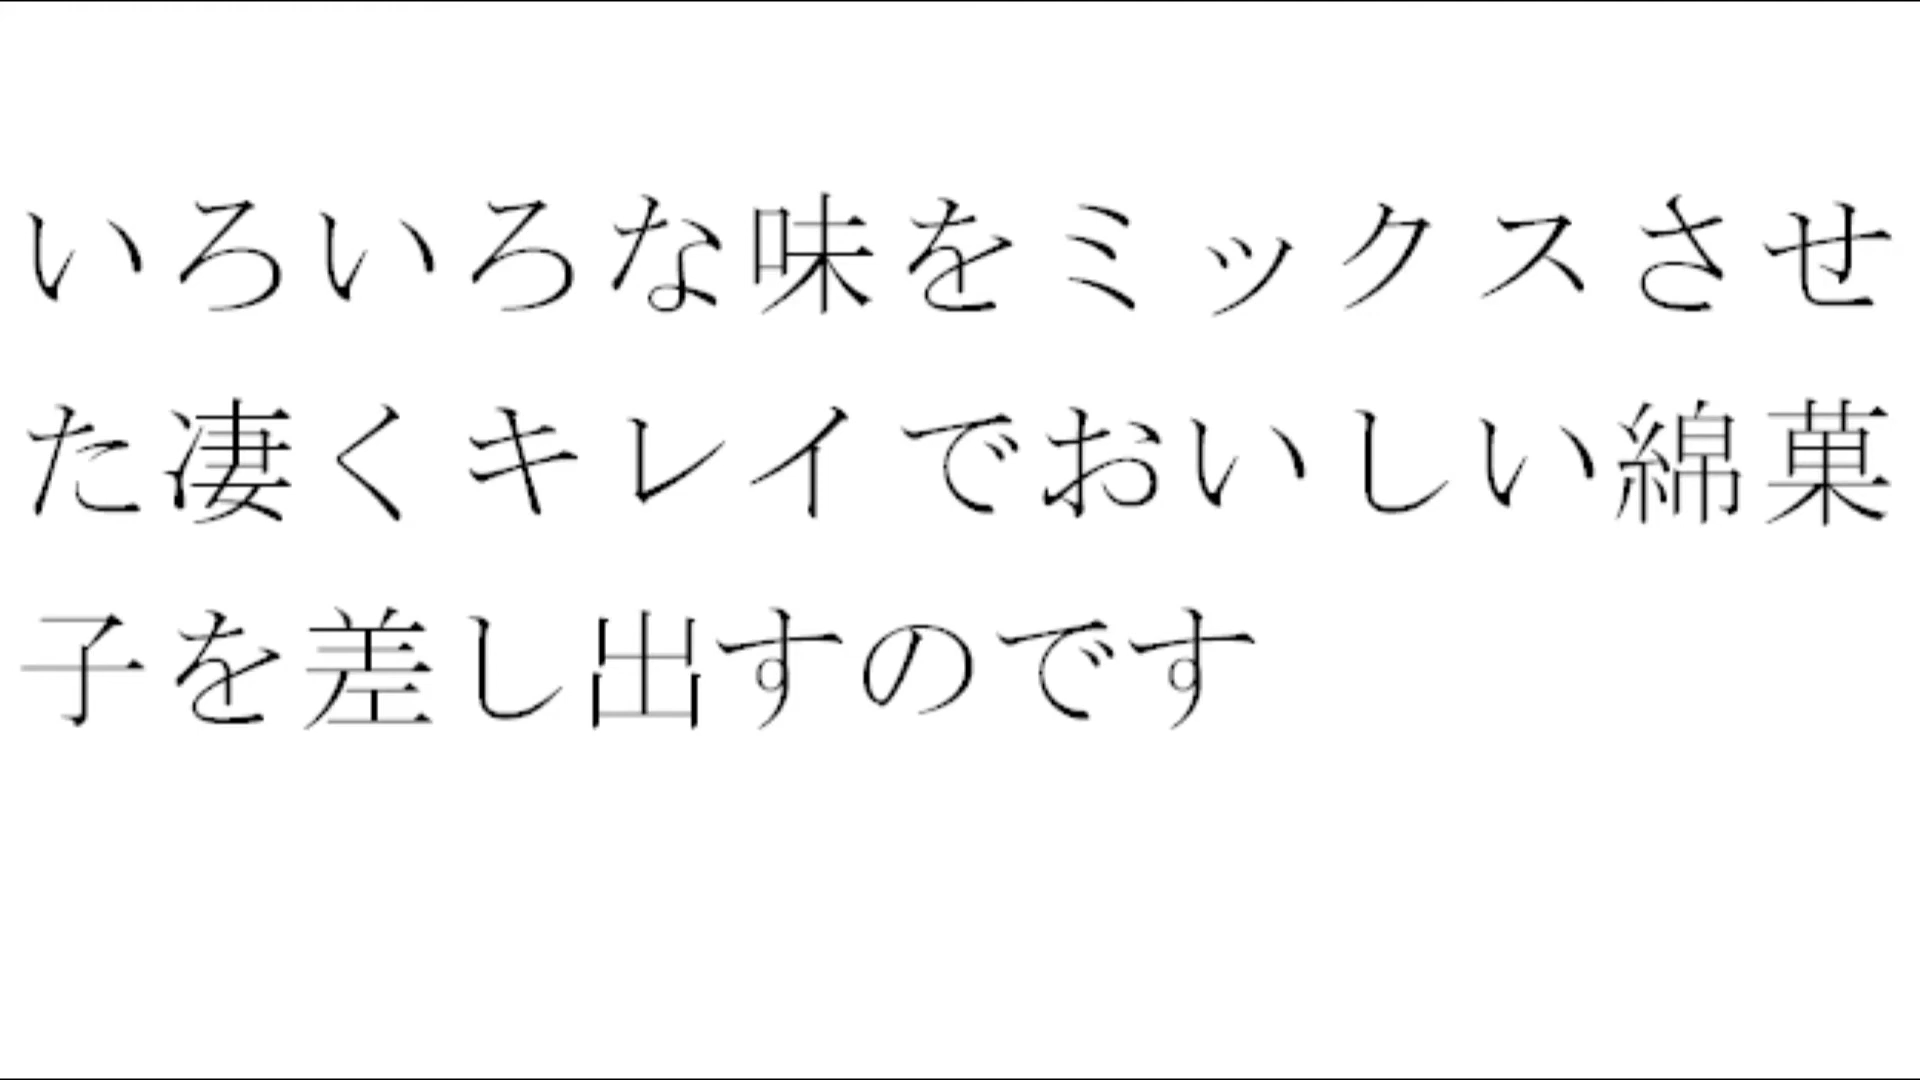 いろいろな味をミックスさせ
た凄くキレイでおいしい綿菓
子を差し出すのです